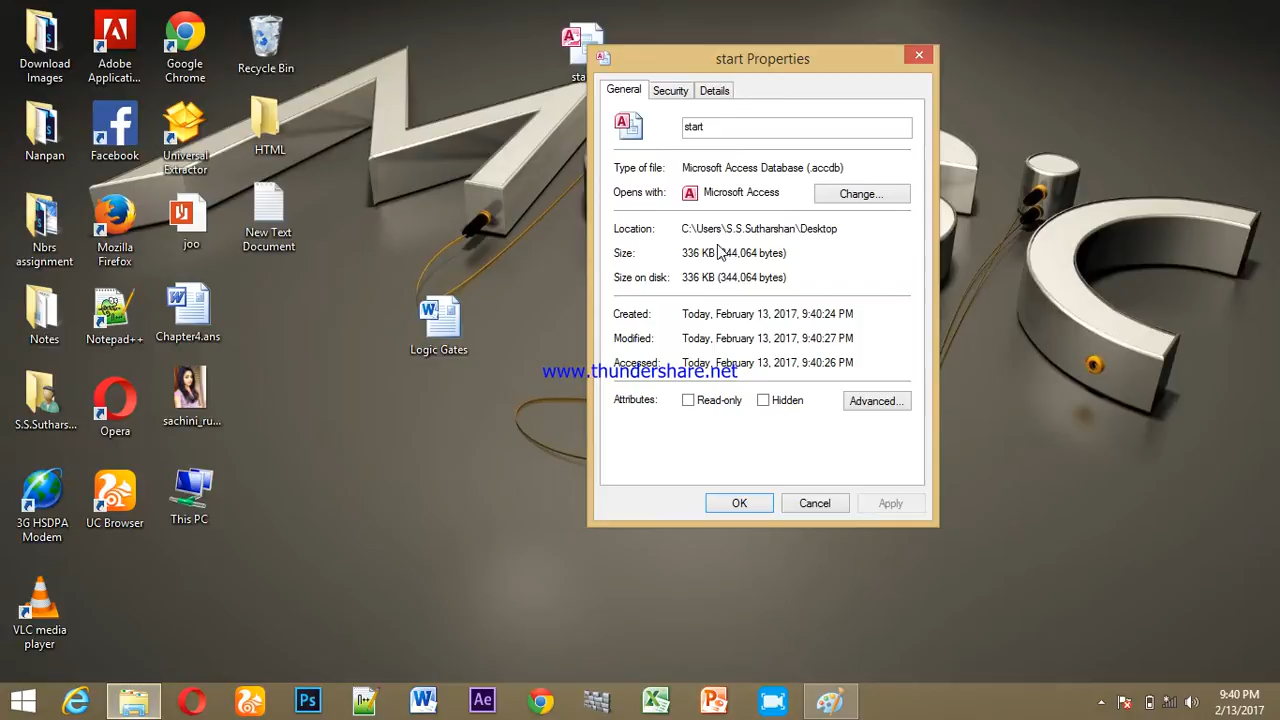 Download Images
Adobe Applicati...
Google Chrome
Recycle Bin
Nanpan
Facebook
Universal Extractor
HTML
Nbrs assignment
Mozilla Firefox
joo
New Text Document
Notes
Notepad++
Chapter4.ans
Logic Gates
S.S.Suthars...
Opera
sachini_ru...
3G HSDPA Modem
UC Browser
This PC
VLC media player
sta
start Properties
General
Security
Details
start
Type of file: Microsoft Access Database (.accdb)
Opens with: Microsoft Access
Change...
Location: C:\Users\S.S.Sutharshan\Desktop
Size: 336 KB (344,064 bytes)
Size on disk: 336 KB (344,064 bytes)
Created: Today, February 13, 2017, 9:40:24 PM
Modified: Today, February 13, 2017, 9:40:27 PM
Accessed: Today, February 13, 2017, 9:40:26 PM
www.thundershare.net
Attributes: Read-only Hidden
Advanced...
OK
Cancel
Apply
9:40 PM
2/13/2017